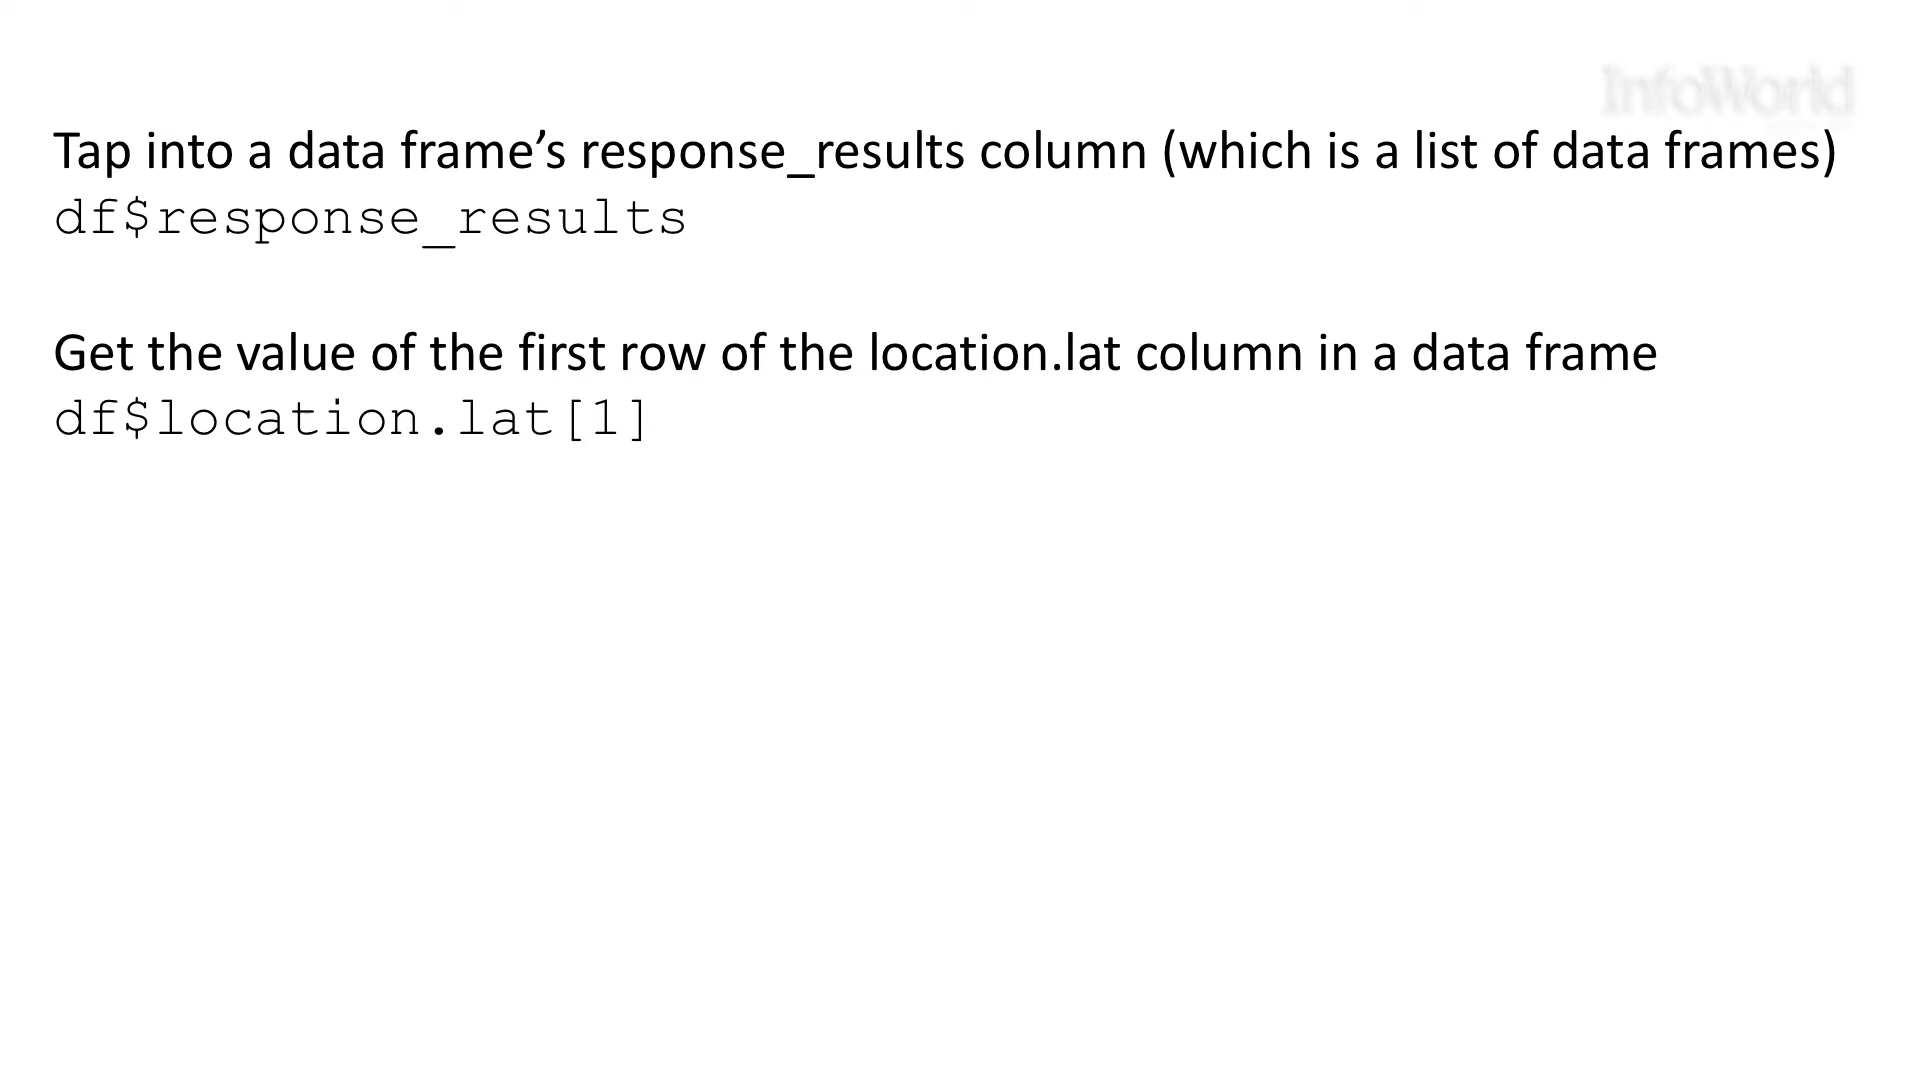 InfoWorld
Tap into a data frame’s response_results column (which is a list of data frames)
df$response_results
Get the value of the first row of the location.lat column in a data frame
df$location.lat[1]